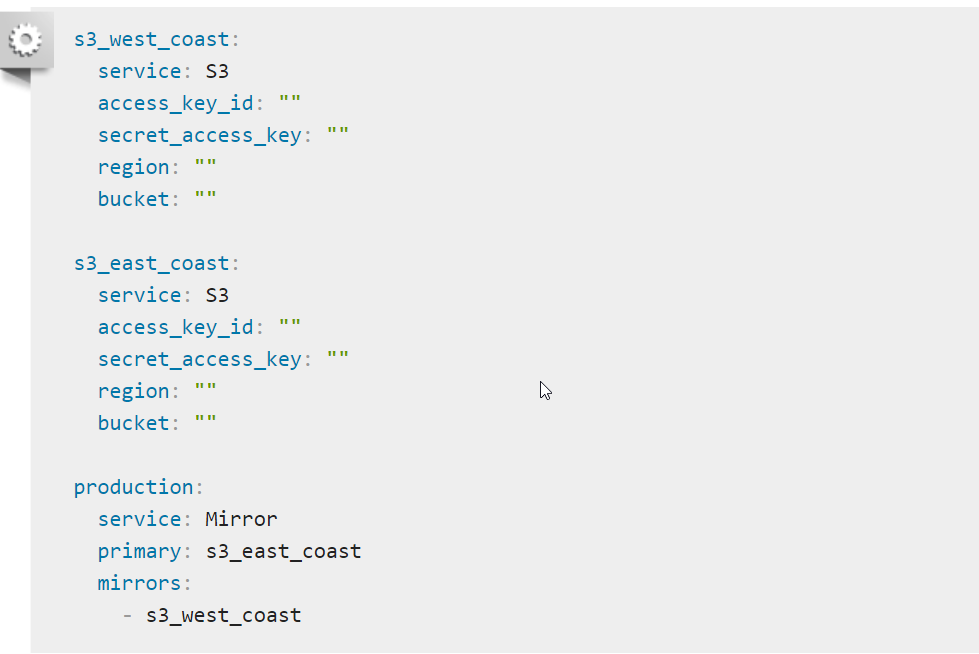 s3_west_coast:
  service: S3
  access_key_id: ""
  secret_access_key: ""
  region: ""
  bucket: ""

s3_east_coast:
  service: S3
  access_key_id: ""
  secret_access_key: ""
  region: ""
  bucket: ""

production:
  service: Mirror
  primary: s3_east_coast
  mirrors:
    - s3_west_coast